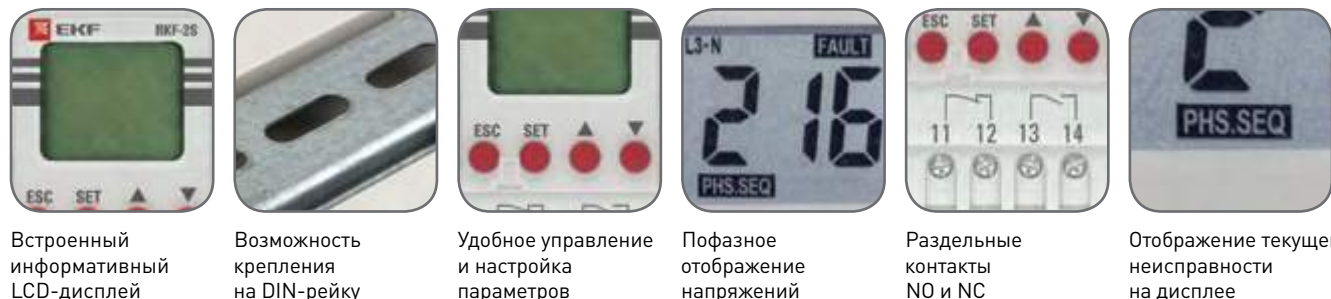 EKF RKF-2S
ESC SET ▲ ▼
ESC SET ▲ ▼
L3-N FAULT
216
PHS.SEQ
ESC SET ▲ ▼
11 12 13 14
PHS.SEQ
Встроенный
информативный
LCD-дисплей
Возможность
крепления
на DIN-рейку
Удобное управление
и настройка
параметров
Пофазное
отображение
напряжений
Раздельные
контакты
NO и NC
Отображение текуще
неисправности
на дисплее